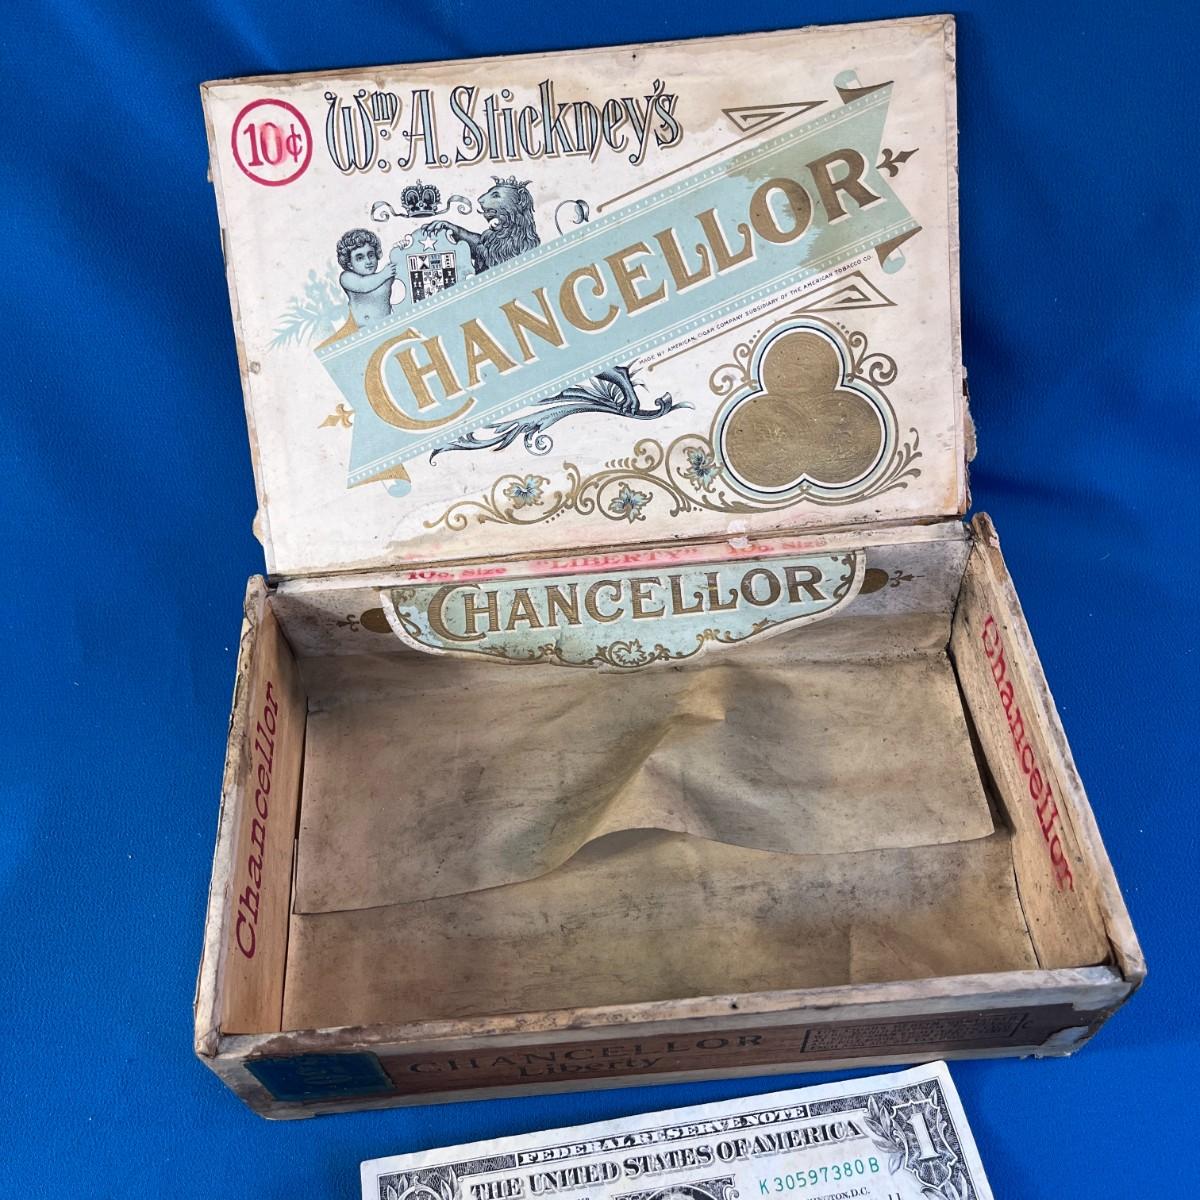 10¢
Wm. A. Stickney's
CHANCELLOR
MADE BY AMERICAN CIGAR COMPANY SUBSIDIARY OF THE AMERICAN TOBACCO CO.
10c. Size "LIBERTY" 10c. Size
CHANCELLOR
Chancellor
Chancellor
CHANCELLOR
Liberty
FEDERAL RESERVE NOTE
THE UNITED STATES OF AMERICA
1
K 30597380 B